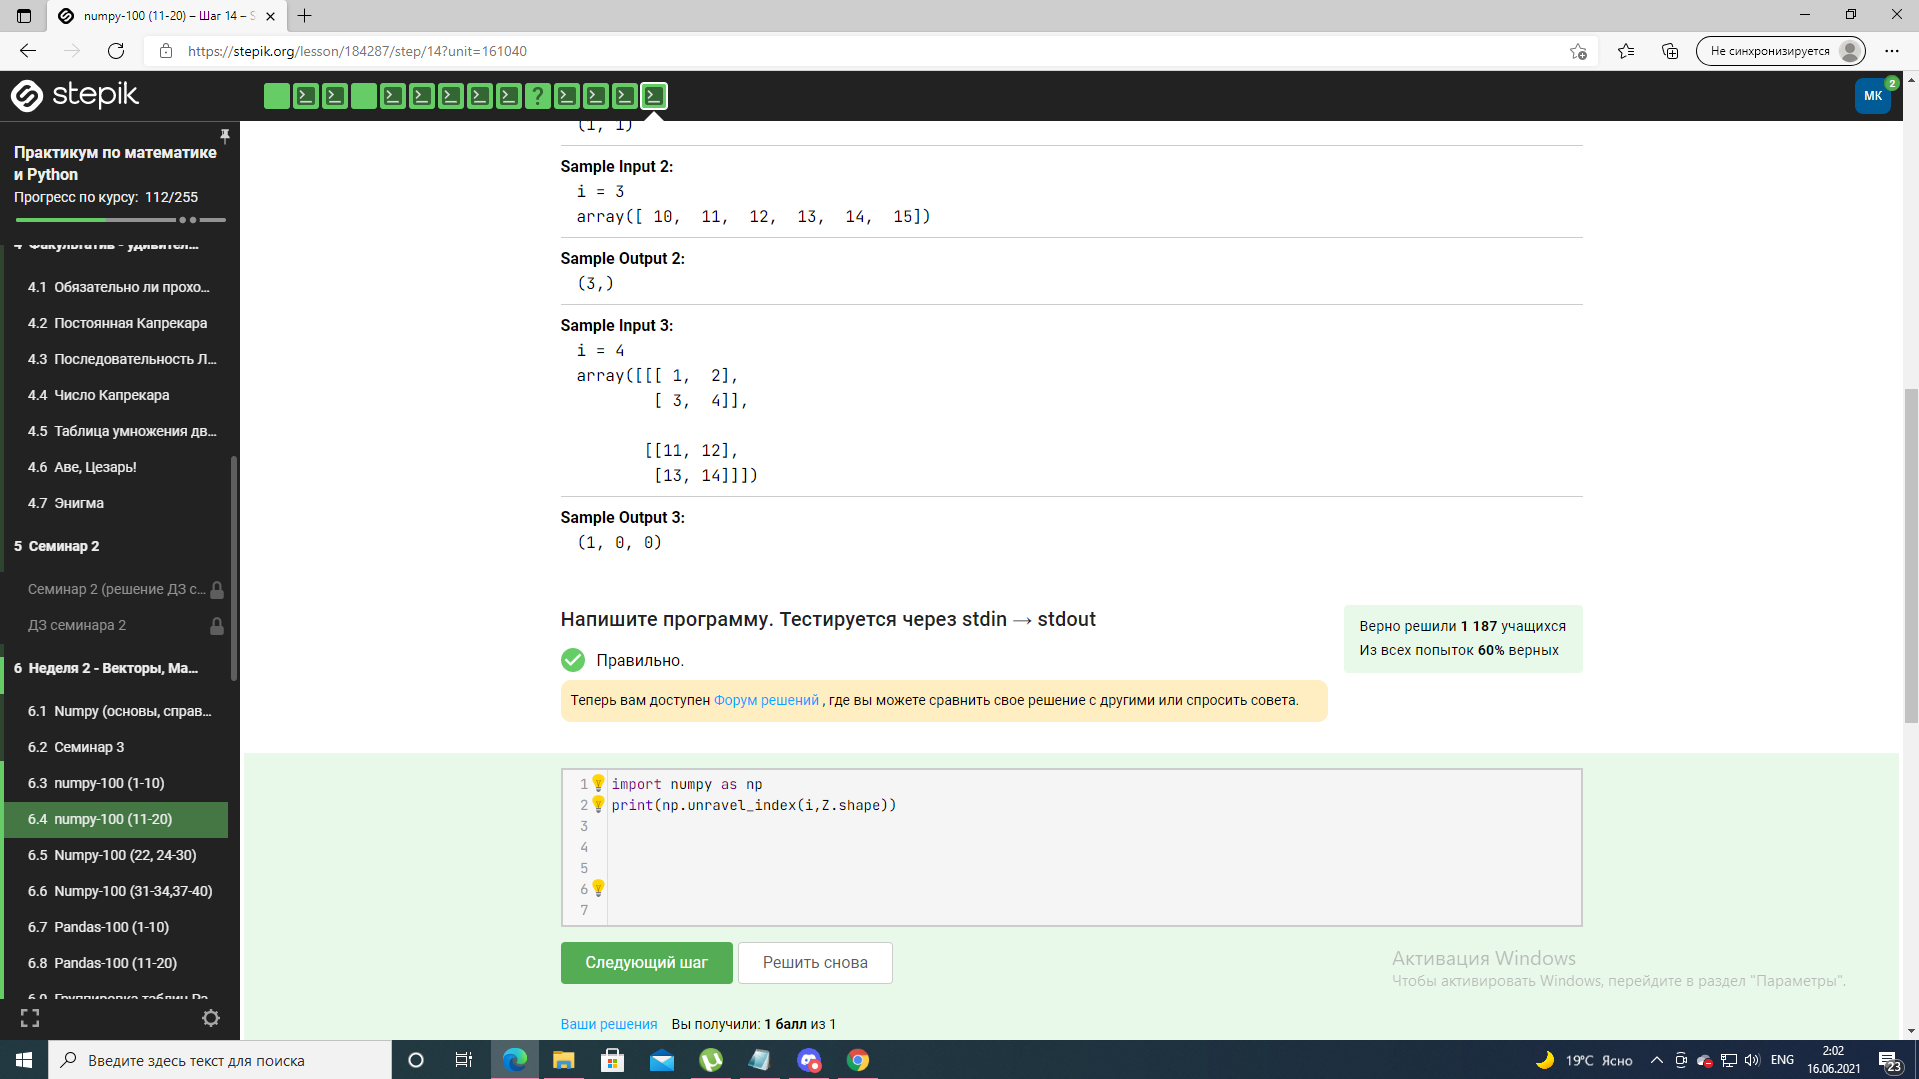 numpy-100 (11-20) – Шаг 14 – S
https://stepik.org/lesson/184287/step/14?unit=161040
Не синхронизируется
stepik
?
МК
2
Практикум по математике
и Python
Прогресс по курсу: 112/255
4 Факультатив - удивител...
4.1 Обязательно ли прохо...
4.2 Постоянная Капрекара
4.3 Последовательность Л...
4.4 Число Капрекара
4.5 Таблица умножения дв...
4.6 Аве, Цезарь!
4.7 Энигма
5 Семинар 2
Семинар 2 (решение ДЗ с...
ДЗ семинара 2
6 Неделя 2 - Векторы, Ма...
6.1 Numpy (основы, справ...
6.2 Семинар 3
6.3 numpy-100 (1-10)
6.4 numpy-100 (11-20)
6.5 Numpy-100 (22, 24-30)
6.6 Numpy-100 (31-34,37-40)
6.7 Pandas-100 (1-10)
6.8 Pandas-100 (11-20)
6.9 Группировка таблиц Pa...
(1, 1)
Sample Input 2:
i = 3
array([ 10,  11,  12,  13,  14,  15])
Sample Output 2:
(3,)
Sample Input 3:
i = 4
array([[[ 1,  2],
[ 3,  4]],
[[11, 12],
[13, 14]]])
Sample Output 3:
(1, 0, 0)
Напишите программу. Тестируется через stdin → stdout
Верно решили 1 187 учащихся
Из всех попыток 60% верных
Правильно.
Теперь вам доступен Форум решений , где вы можете сравнить свое решение с другими или спросить совета.
1 import numpy as np
2 print(np.unravel_index(i,Z.shape))
3
4
5
6
7
Следующий шаг
Решить снова
Активация Windows
Чтобы активировать Windows, перейдите в раздел "Параметры".
Ваши решения Вы получили: 1 балл из 1
Введите здесь текст для поиска
19°C Ясно
ENG
2:02
16.06.2021
23